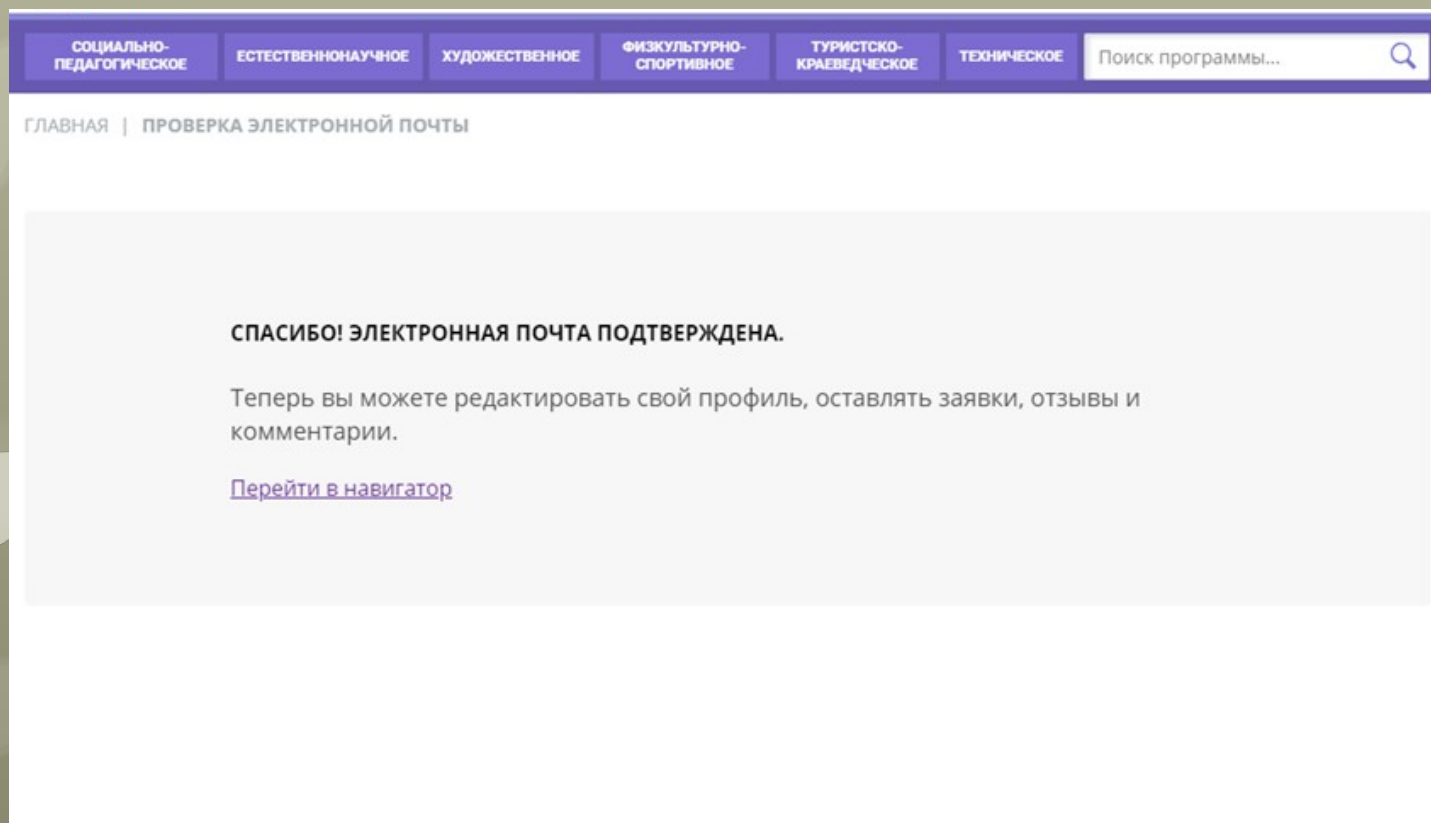 СОЦИАЛЬНО-
ПЕДАГОГИЧЕСКОЕ
ЕСТЕСТВЕННОНАУЧНОЕ
ХУДОЖЕСТВЕННОЕ
ФИЗКУЛЬТУРНО-
СПОРТИВНОЕ
ТУРИСТСКО-
КРАЕВЕДЧЕСКОЕ
ТЕХНИЧЕСКОЕ
Поиск программы...
ГЛАВНАЯ | ПРОВЕРКА ЭЛЕКТРОННОЙ ПОЧТЫ
СПАСИБО! ЭЛЕКТРОННАЯ ПОЧТА ПОДТВЕРЖДЕНА.
Теперь вы можете редактировать свой профиль, оставлять заявки, отзывы и
комментарии.
Перейти в навигатор